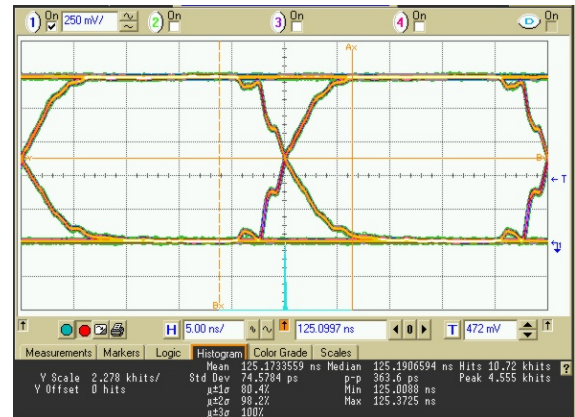 1 On 250 mV/ 2 On 3 On 4 On D On
Ax
B
T
Bx
H 5.00 ns/ 125.0997 ns 0 T 472 mV
Measurements Markers Logic Histogram Color Grade Scales
Mean 125.1733559 ns Median 125.1906594 ns Hits 10.72 khits ?
Y Scale 2.278 khits/ Std Dev 74.5784 ps p-p 363.6 ps Peak 4.555 khits
Y Offset 0 hits μ±1σ 80.4% Min 125.0088 ns
μ±2σ 98.2% Max 125.3725 ns
μ±3σ 100%